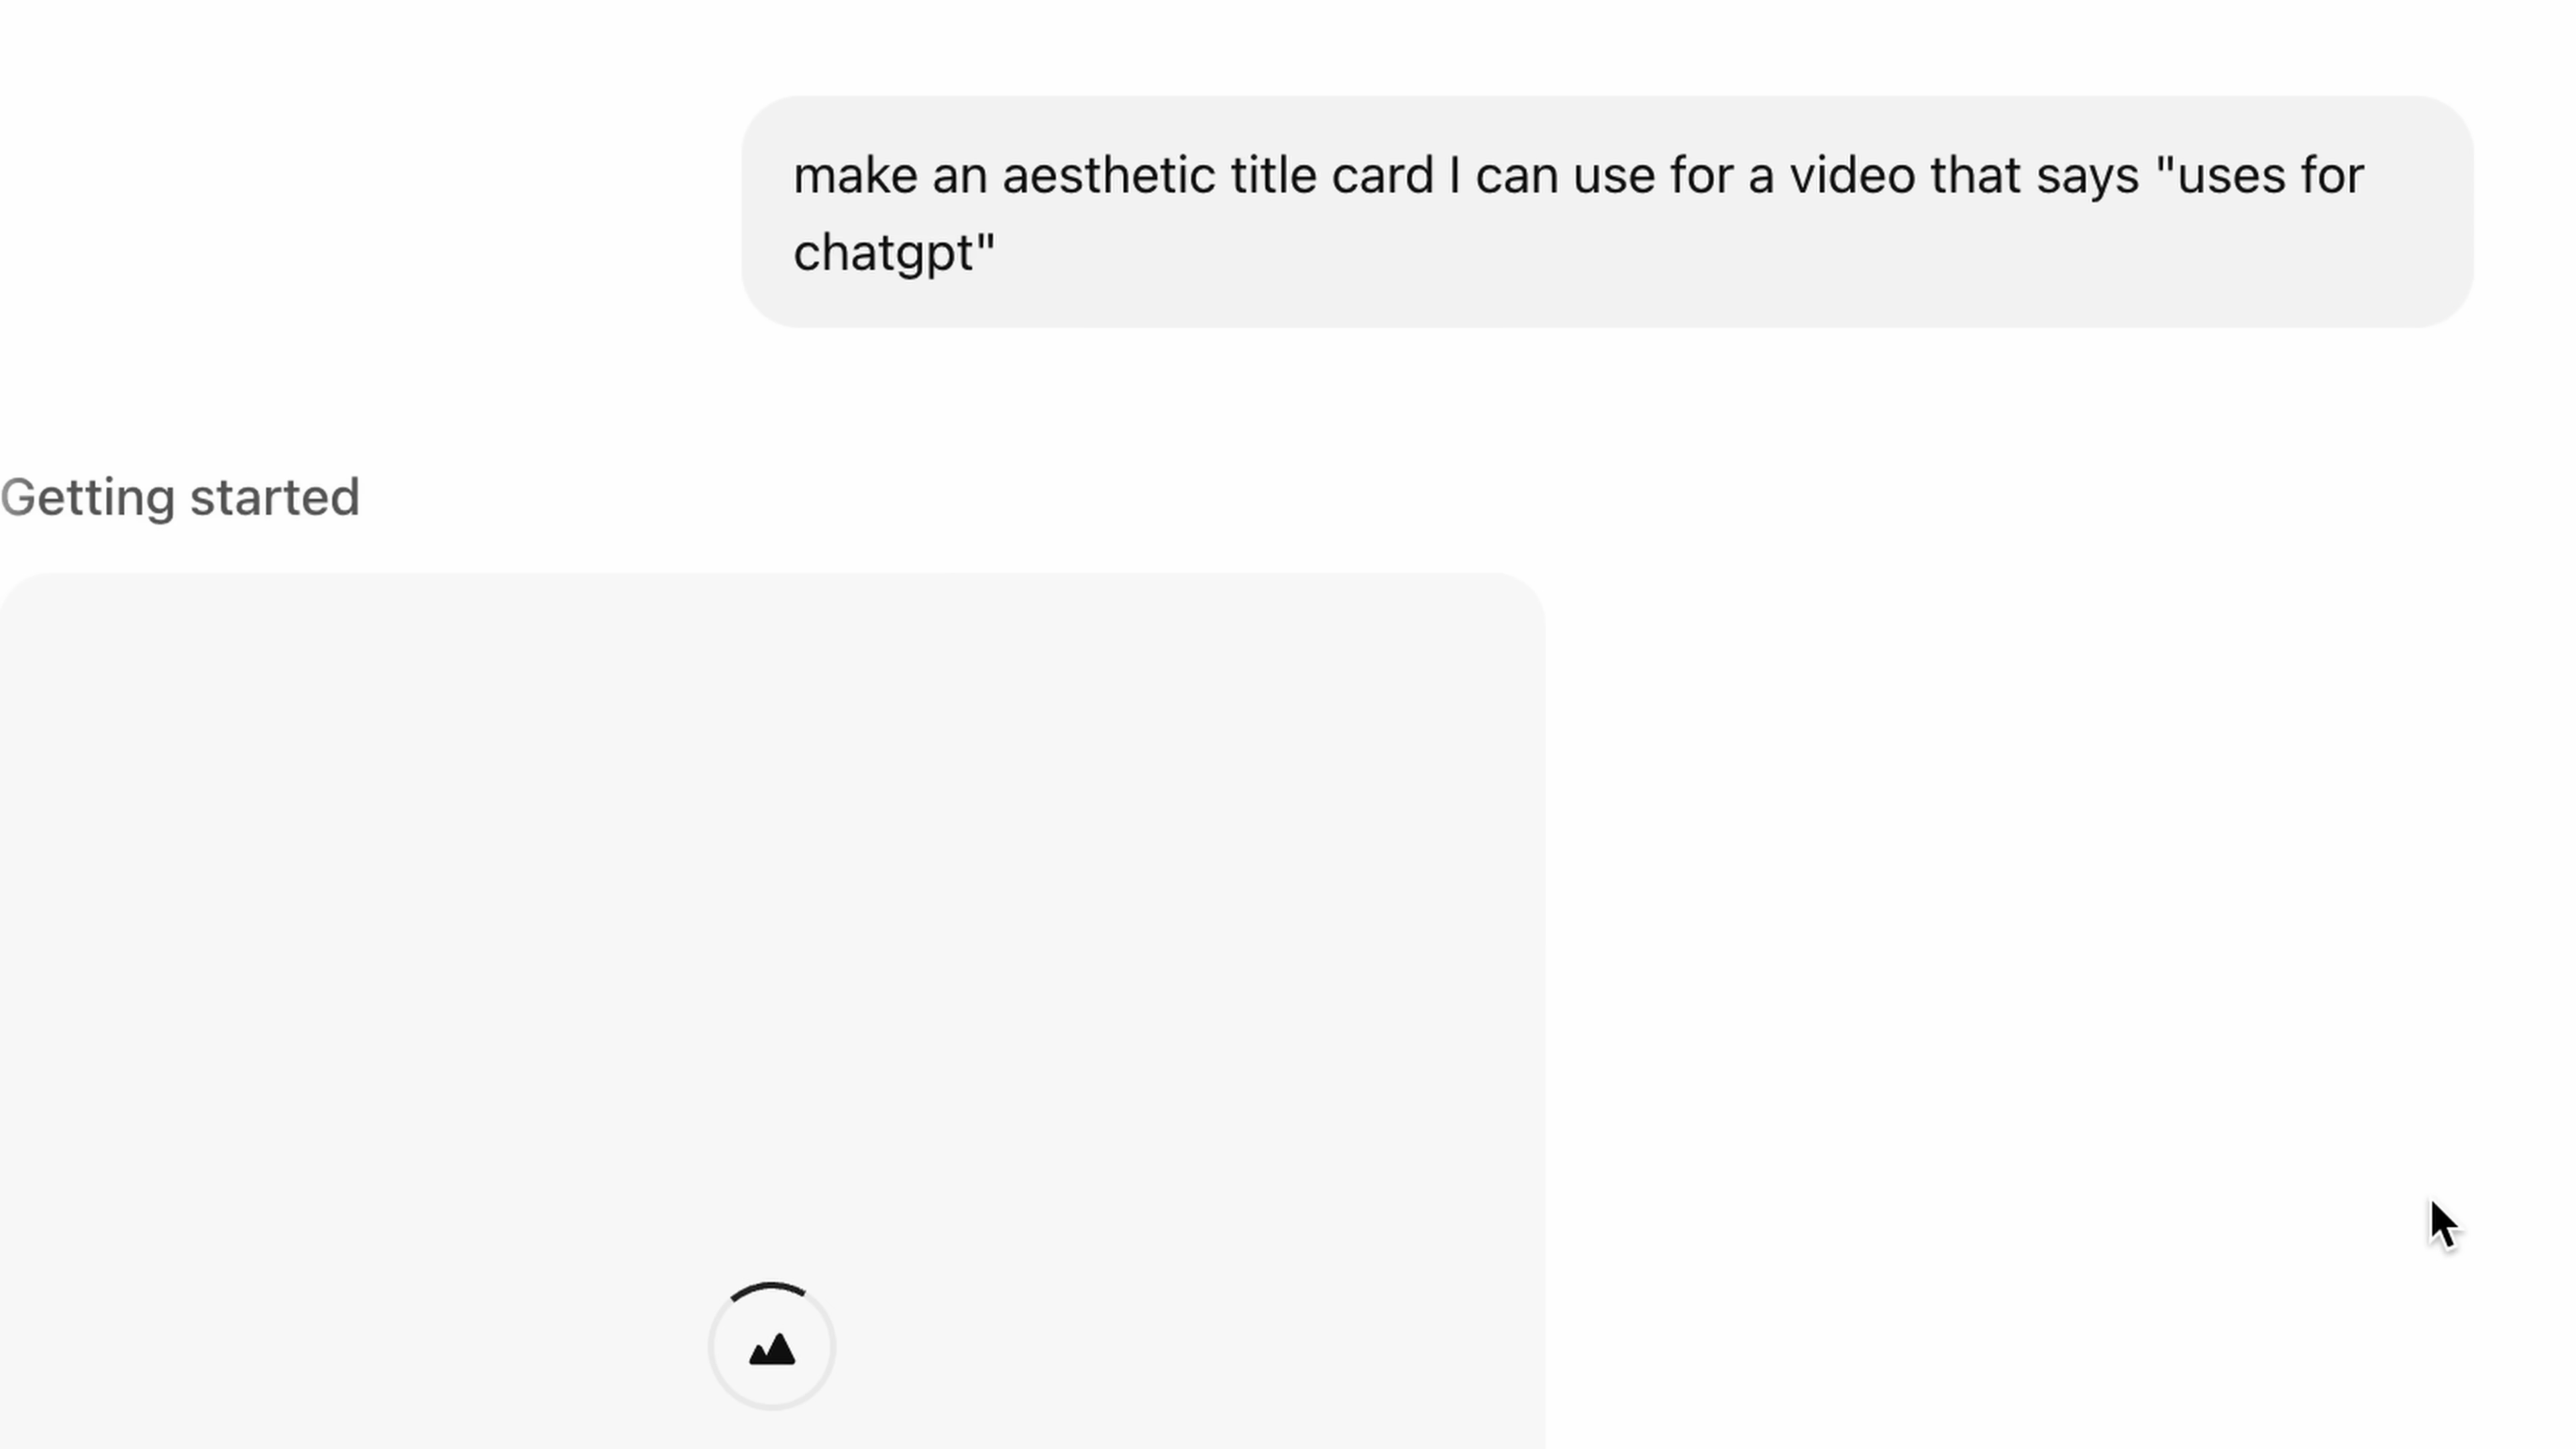 make an aesthetic title card I can use for a video that says "uses for
chatgpt"
Getting started